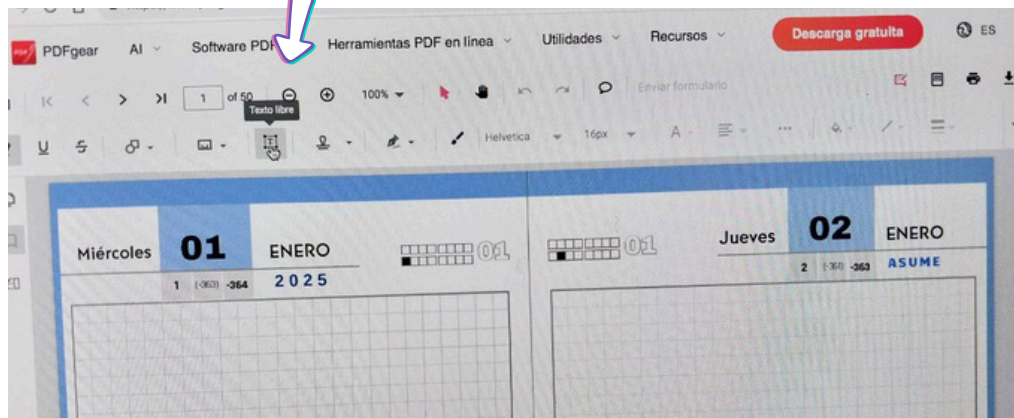 PDFgear AI Software PDF Herramientas PDF en línea Utilidades Recursos Descarga gratuita ES
1 of 50 100% Enviar formulario
Texto libre
U S T Helvetica 16px A
Miércoles 01 ENERO 01
1 -364 2025
01 Jueves 02 ENERO
2 -363 ASUME